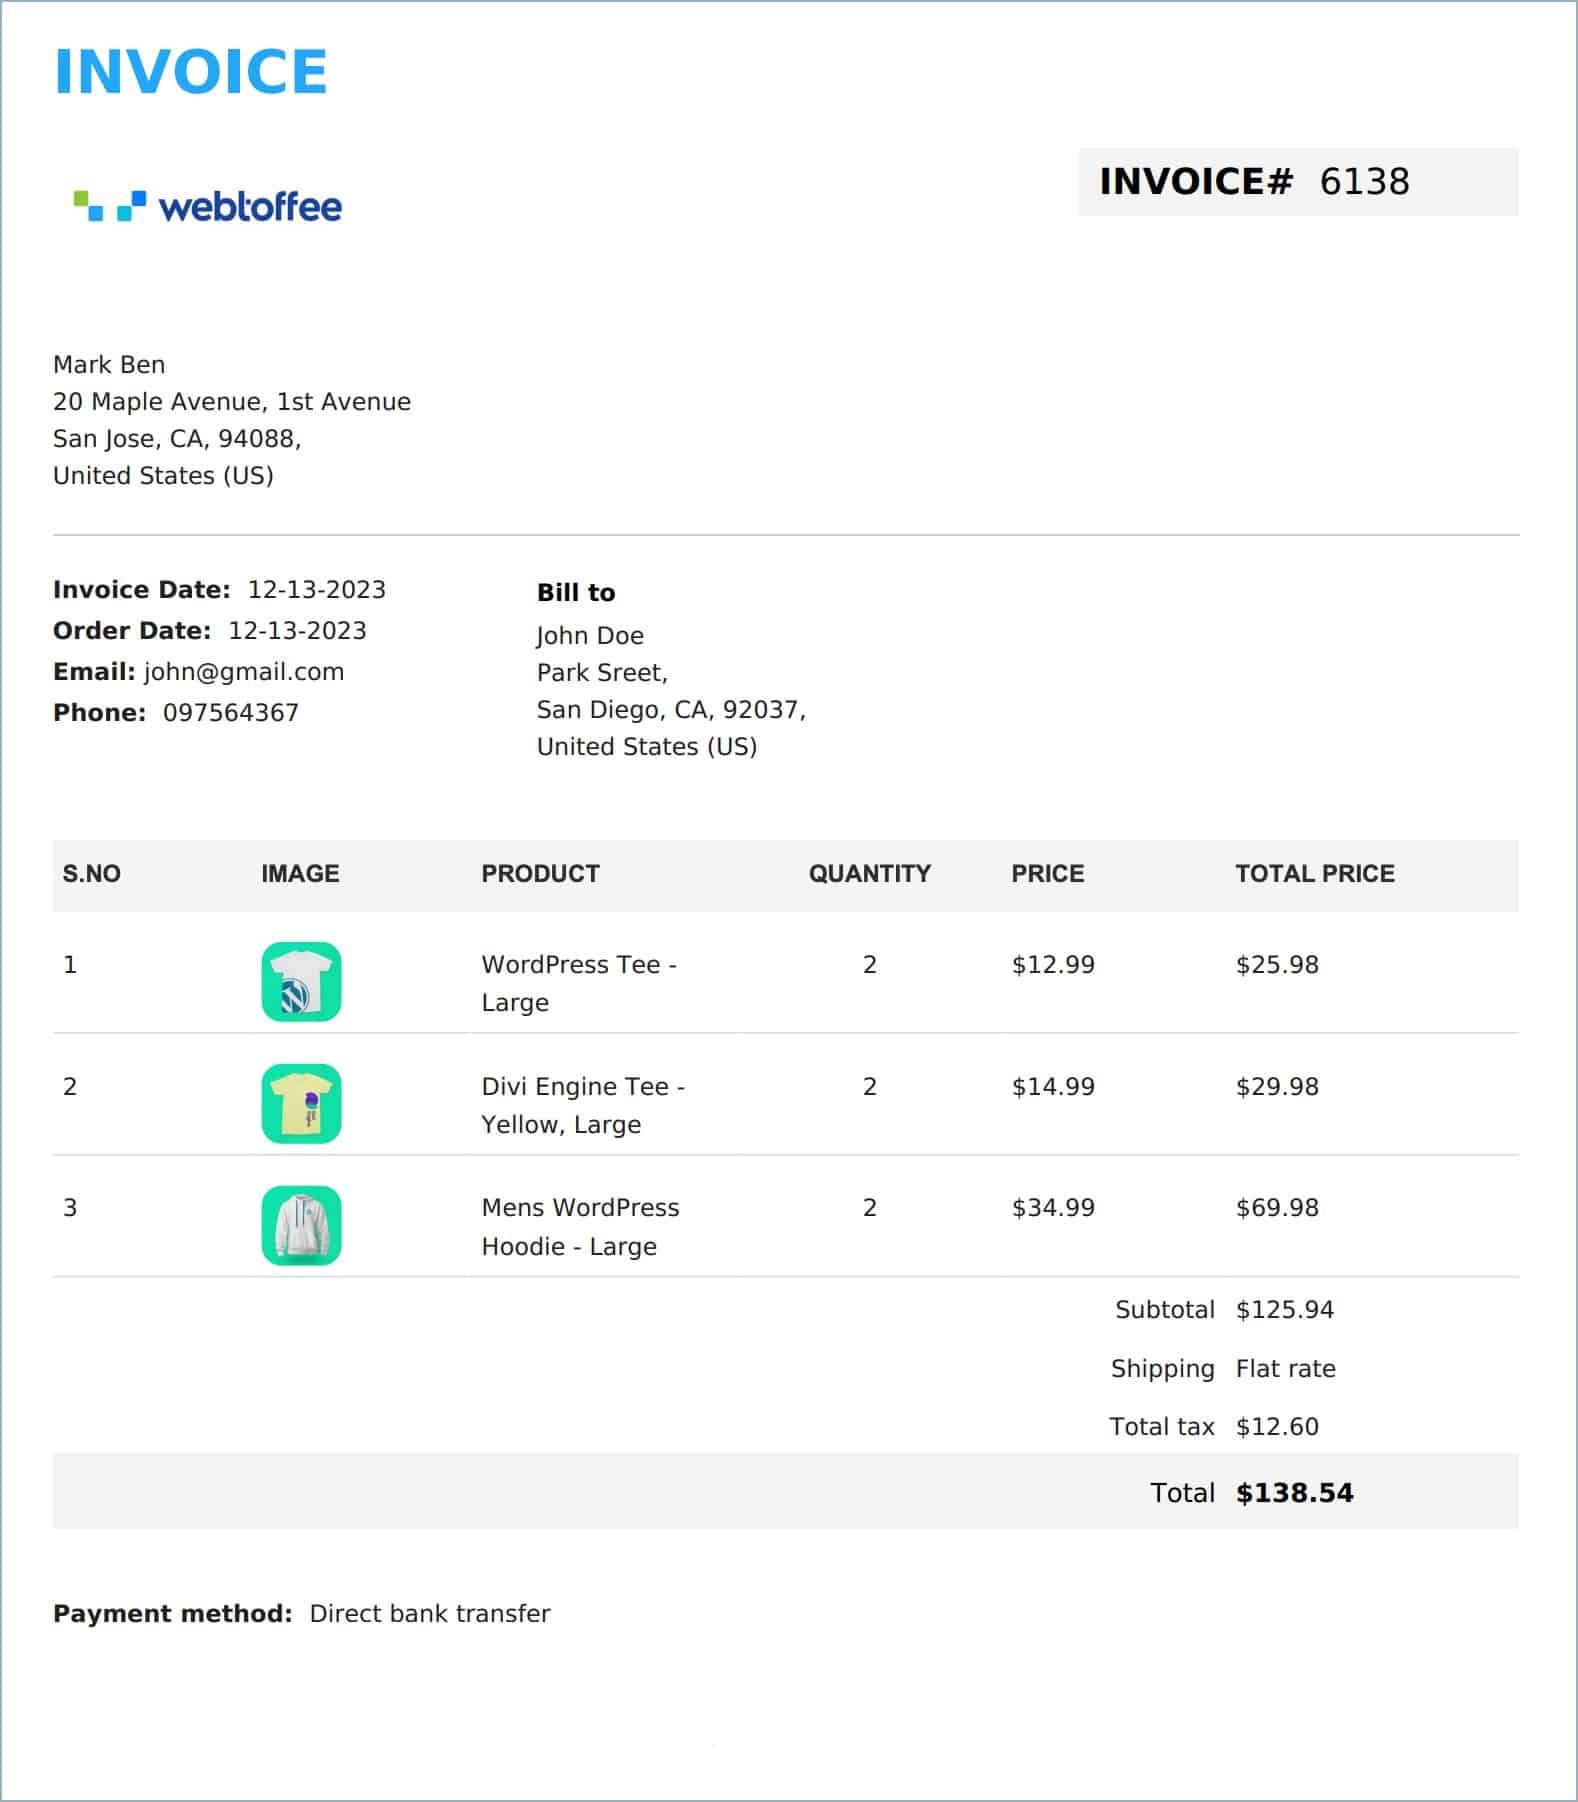 INVOICE
webtoffee
INVOICE# 6138
Mark Ben
20 Maple Avenue, 1st Avenue
San Jose, CA, 94088,
United States (US)
Invoice Date: 12-13-2023
Order Date: 12-13-2023
Email: john@gmail.com
Phone: 097564367
Bill to
John Doe
Park Sreet,
San Diego, CA, 92037,
United States (US)
S.NO IMAGE PRODUCT QUANTITY PRICE TOTAL PRICE
1 WordPress Tee - 2 $12.99 $25.98
Large
2 Divi Engine Tee - 2 $14.99 $29.98
Yellow, Large
3 Mens WordPress 2 $34.99 $69.98
Hoodie - Large
Subtotal $125.94
Shipping Flat rate
Total tax $12.60
Total $138.54
Payment method: Direct bank transfer